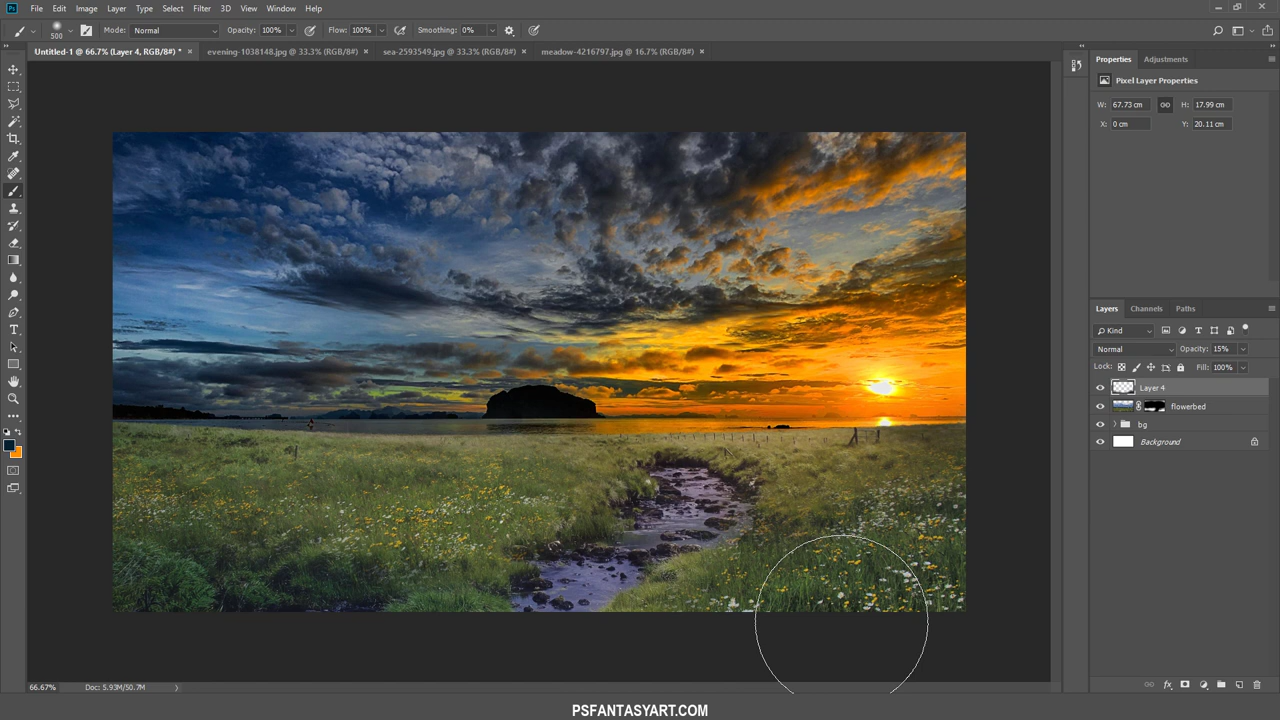 Ps File Edit Image Layer Type Select Filter 3D View Window Help
500 Mode: Normal Opacity: 100% Flow: 100% Smoothing: 0%
Untitled-1 @ 66.7% (Layer 4, RGB/8#) * × evening-1038148.jpg @ 33.3% (RGB/8#) × sea-2593549.jpg @ 33.3% (RGB/8#) × meadow-4216797.jpg @ 16.7% (RGB/8#) ×
Properties Adjustments
Pixel Layer Properties
W: 67.73 cm H: 17.99 cm
X: 0 cm Y: 20.11 cm
Layers Channels Paths
Kind
Normal Opacity: 15%
Lock: Fill: 100%
Layer 4
flowerbed
bg
Background
66.67% Doc: 5.93M/50.7M
PSFANTASYART.COM